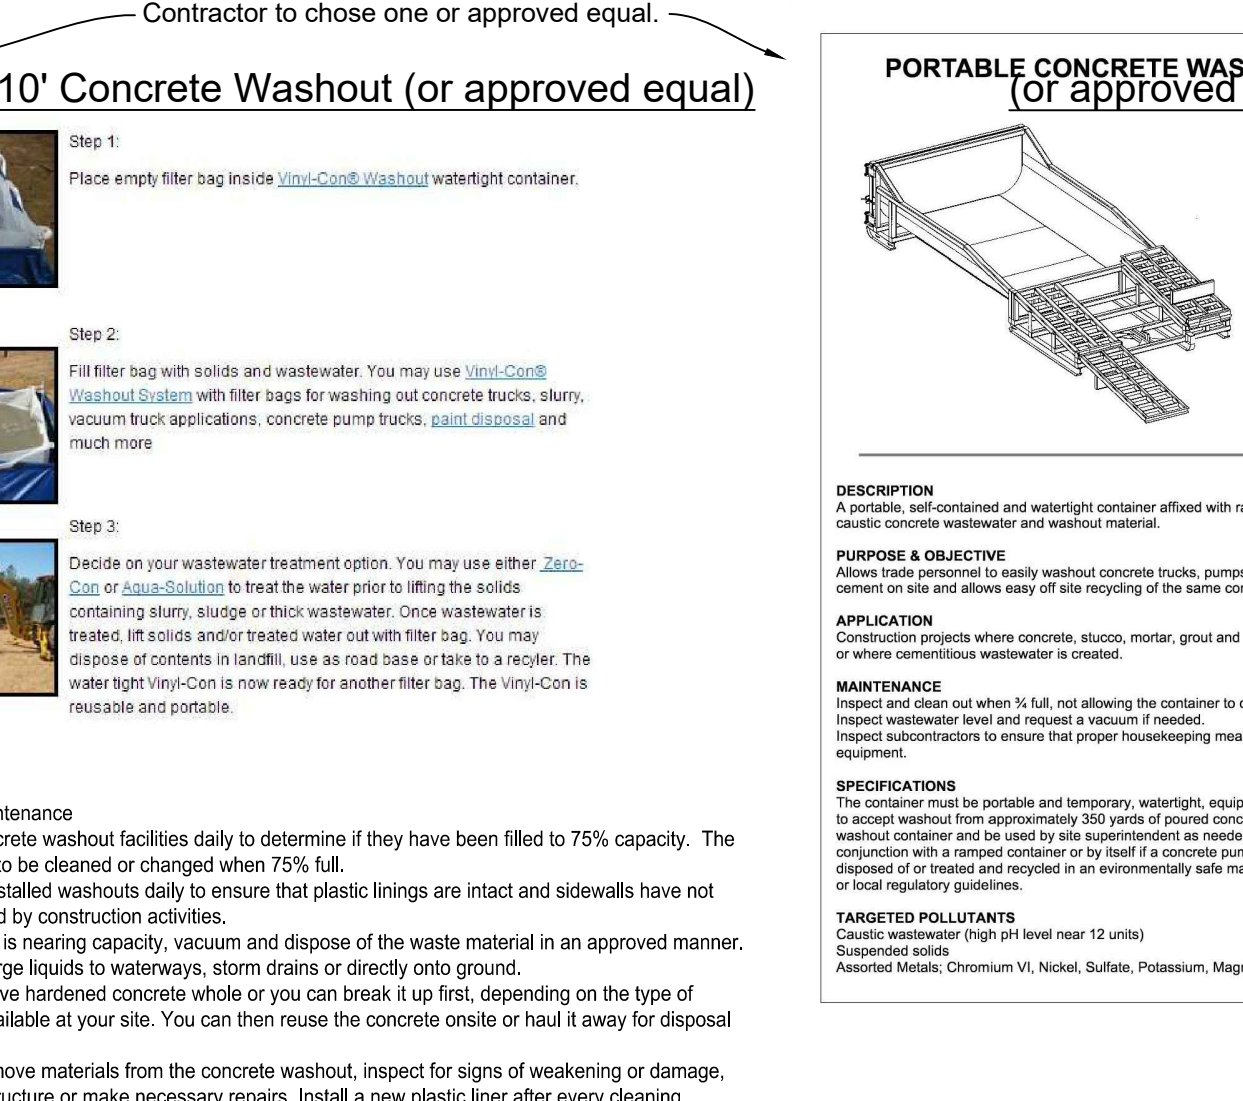 Contractor to chose one or approved equal.
10' Concrete Washout (or approved equal)
Step 1:
Place empty filter bag inside Vinyl-Con® Washout watertight container.
Step 2:
Fill filter bag with solids and wastewater. You may use Vinyl-Con®
Washout System with filter bags for washing out concrete trucks, slurry,
vacuum truck applications, concrete pump trucks, paint disposal and
much more
Step 3:
Decide on your wastewater treatment option. You may use either Zero-
Con or Aqua-Solution to treat the water prior to lifting the solids
containing slurry, sludge or thick wastewater. Once wastewater is
treated, lift solids and/or treated water out with filter bag. You may
dispose of contents in landfill, use as road base or take to a recyler. The
water tight Vinyl-Con is now ready for another filter bag. The Vinyl-Con is
reusable and portable.
ntenance
crete washout facilities daily to determine if they have been filled to 75% capacity. The
to be cleaned or changed when 75% full.
stalled washouts daily to ensure that plastic linings are intact and sidewalls have not
d by construction activities.
is nearing capacity, vacuum and dispose of the waste material in an approved manner.
rge liquids to waterways, storm drains or directly onto ground.
ve hardened concrete whole or you can break it up first, depending on the type of
ailable at your site. You can then reuse the concrete onsite or haul it away for disposal
move materials from the concrete washout, inspect for signs of weakening or damage,
ructure or make necessary repairs. Install a new plastic liner after every cleaning.
PORTABLE CONCRETE WAS
(or approved
DESCRIPTION
A portable, self-contained and watertight container affixed with ra
caustic concrete wastewater and washout material.
PURPOSE & OBJECTIVE
Allows trade personnel to easily washout concrete trucks, pumps
cement on site and allows easy off site recycling of the same con
APPLICATION
Construction projects where concrete, stucco, mortar, grout and
or where cementitious wastewater is created.
MAINTENANCE
Inspect and clean out when ¾ full, not allowing the container to o
Inspect wastewater level and request a vacuum if needed.
Inspect subcontractors to ensure that proper housekeeping mea
equipment.
SPECIFICATIONS
The container must be portable and temporary, watertight, equip
to accept washout from approximately 350 yards of poured conc
washout container and be used by site superintendent as neede
conjunction with a ramped container or by itself if a concrete pun
disposed of or treated and recycled in an evironmentally safe ma
or local regulatory guidelines.
TARGETED POLLUTANTS
Caustic wastewater (high pH level near 12 units)
Suspended solids
Assorted Metals; Chromium VI, Nickel, Sulfate, Potassium, Magn